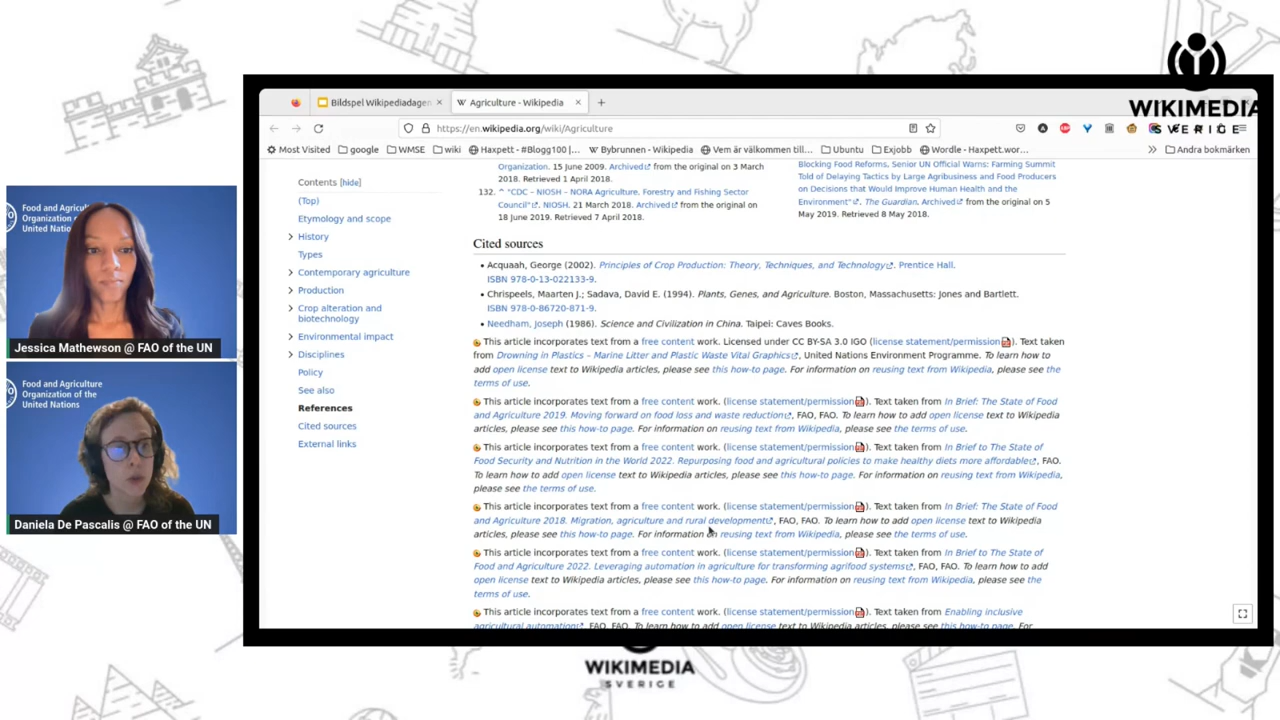 WIKIMEDIA
SVERIGE
Bildspel Wikipediadagen
W Agriculture - Wikipedia
https://en.wikipedia.org/wiki/Agriculture
Most Visited google WMSE wiki Haxpett - #Blogg100 |... Bybrunnen - Wikipedia Vem är välkommen till... Ubuntu Exjobb Wordle - Haxpett.wor... Andra bokmärken
Contents [hide]
(Top)
Etymology and scope
History
Types
Contemporary agriculture
Production
Crop alteration and
biotechnology
Environmental impact
Disciplines
Policy
See also
References
Cited sources
External links
Organization. 15 June 2009. Archived from the original on 3 March
2018. Retrieved 1 April 2018.
132. ^ "CDC – NIOSH – NORA Agriculture, Forestry and Fishing Sector
Council". NIOSH. 21 March 2018. Archived from the original on
18 June 2019. Retrieved 7 April 2018.
Blocking Food Reforms, Senior UN Official Warns: Farming Summit
Told of Delaying Tactics by Large Agribusiness and Food Producers
on Decisions that Would Improve Human Health and the
Environment". The Guardian. Archived from the original on 5
May 2019. Retrieved 8 May 2018.
Cited sources
• Acquaah, George (2002). Principles of Crop Production: Theory, Techniques, and Technology. Prentice Hall.
ISBN 978-0-13-022133-9.
• Chrispeels, Maarten J.; Sadava, David E. (1994). Plants, Genes, and Agriculture. Boston, Massachusetts: Jones and Bartlett.
ISBN 978-0-86720-871-9.
• Needham, Joseph (1986). Science and Civilization in China. Taipei: Caves Books.
This article incorporates text from a free content work. Licensed under CC BY-SA 3.0 IGO (license statement/permission). Text taken
from Drowning in Plastics – Marine Litter and Plastic Waste Vital Graphics, United Nations Environment Programme. To learn how to
add open license text to Wikipedia articles, please see this how-to page. For information on reusing text from Wikipedia, please see the
terms of use.
This article incorporates text from a free content work. (license statement/permission). Text taken from In Brief: The State of Food
and Agriculture 2019. Moving forward on food loss and waste reduction, FAO, FAO. To learn how to add open license text to Wikipedia
articles, please see this how-to page. For information on reusing text from Wikipedia, please see the terms of use.
This article incorporates text from a free content work. (license statement/permission). Text taken from In Brief to The State of
Food Security and Nutrition in the World 2022. Repurposing food and agricultural policies to make healthy diets more affordable, FAO.
To learn how to add open license text to Wikipedia articles, please see this how-to page. For information on reusing text from Wikipedia,
please see the terms of use.
This article incorporates text from a free content work. (license statement/permission). Text taken from In Brief: The State of Food
and Agriculture 2018. Migration, agriculture and rural development, FAO, FAO. To learn how to add open license text to Wikipedia
articles, please see this how-to page. For information on reusing text from Wikipedia, please see the terms of use.
This article incorporates text from a free content work. (license statement/permission). Text taken from In Brief to The State of
Food and Agriculture 2022. Leveraging automation in agriculture for transforming agrifood systems, FAO, FAO. To learn how to add
open license text to Wikipedia articles, please see this how-to page. For information on reusing text from Wikipedia, please see the
terms of use.
This article incorporates text from a free content work. (license statement/permission). Text taken from Enabling inclusive
agricultural automation, FAO, FAO. To learn how to add open license text to Wikipedia articles, please see this how-to page. For
Food and Agricul
Organization
United Nations
Jessica Mathewson @ FAO of the UN
Food and Agriculture
Organization of the
United Nations
Daniela De Pascalis @ FAO of the UN
WIKIMEDIA
SVERIGE